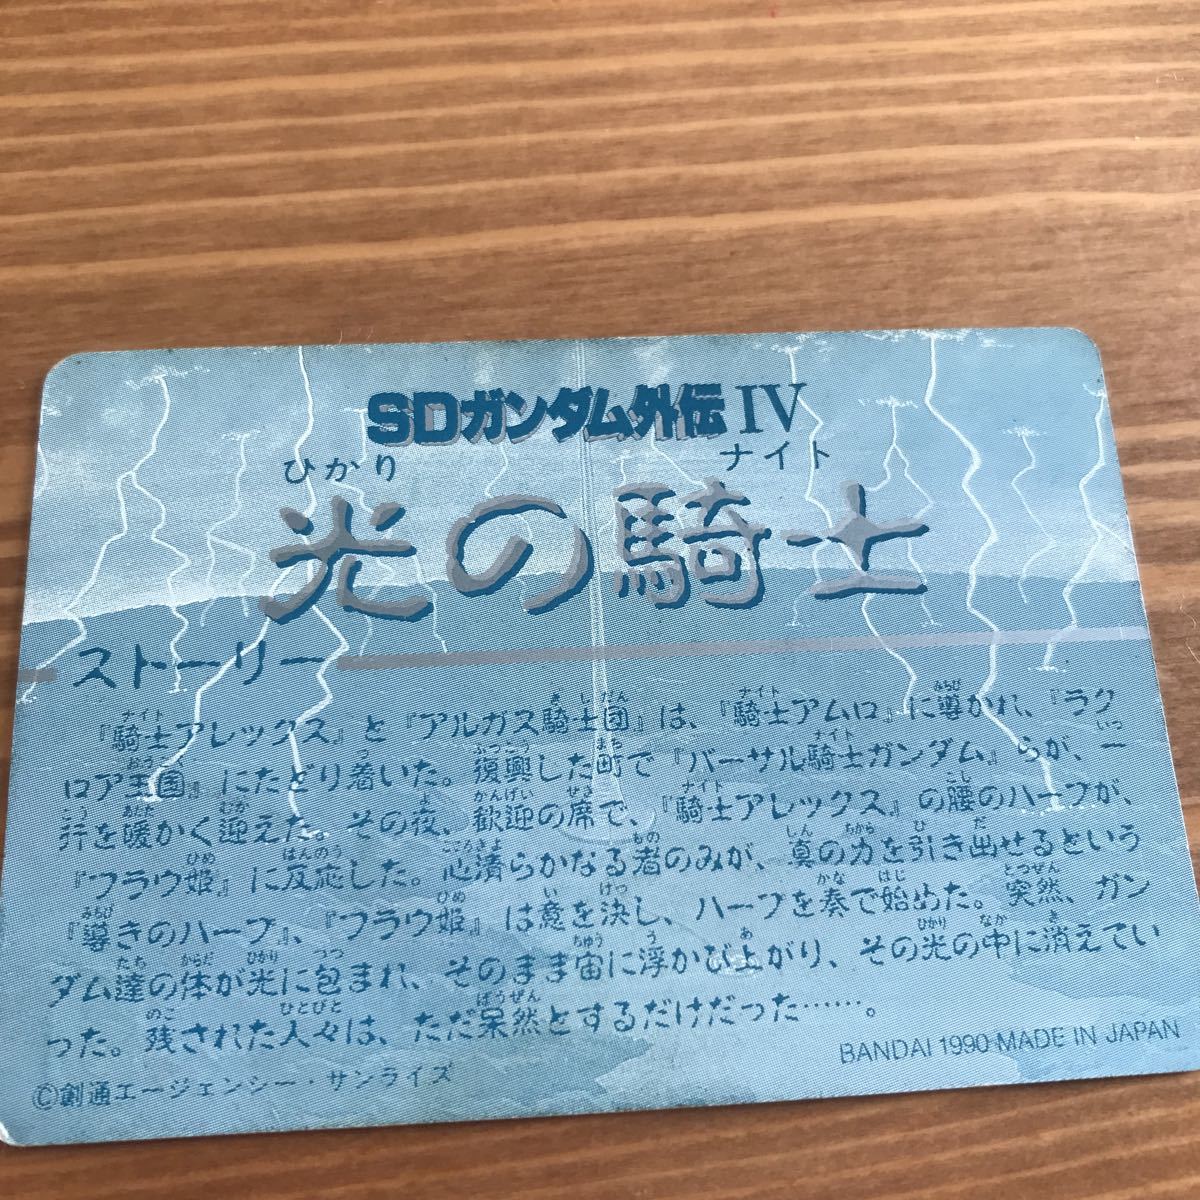 SDガンダム外伝IV
ひかり ナイト
光の騎士
ストーリー
『騎士アレックス』と『アルガス騎士団』は、『騎士アムロ』に導かれ、『ラク
ロア王国』にたどり着いた。復興した町で『バーサル騎士ガンダム』らが、一
行を暖かく迎えた。その夜、歓迎の席で、『騎士アレックス』の腰のハープが、
『フラウ姫』に反応した。心清らかなる者のみが、真の力を引き出せるという
『導きのハープ』、『フラウ姫』は意を決し、ハープを奏で始めた。突然、ガン
ダム達の体が光に包まれ、そのまま宙に浮かび上がり、その光の中に消えてい
った。残された人々は、ただ呆然とするだけだった……。
BANDAI 1990 MADE IN JAPAN
©創通エージェンシー・サンライズ